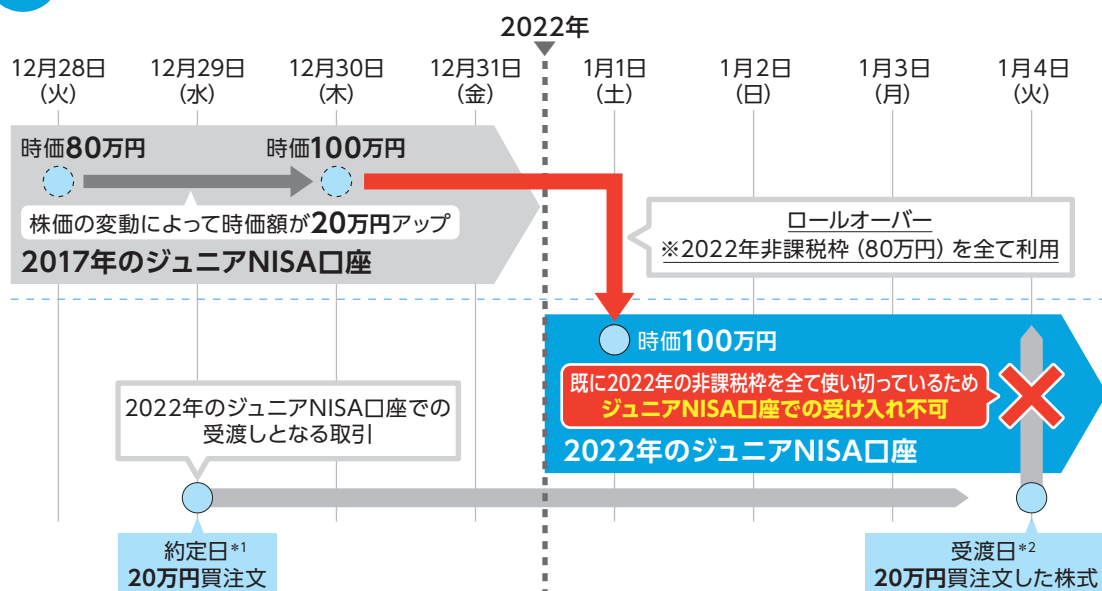 2022年
12月28日
(火)
12月29日
(水)
12月30日
(木)
12月31日
(金)
1月1日
(土)
1月2日
(日)
1月3日
(月)
1月4日
(火)
時価80万円
時価100万円
株価の変動によって時価額が20万円アップ
2017年のジュニアNISA口座
ロールオーバー
※2022年非課税枠(80万円)を全て利用
時価100万円
既に2022年の非課税枠を全て使い切っているため
ジュニアNISA口座での受け入れ不可
2022年のジュニアNISA口座
2022年のジュニアNISA口座での
受渡しとなる取引
約定日*1
20万円買注文
受渡日*2
20万円買注文した株式